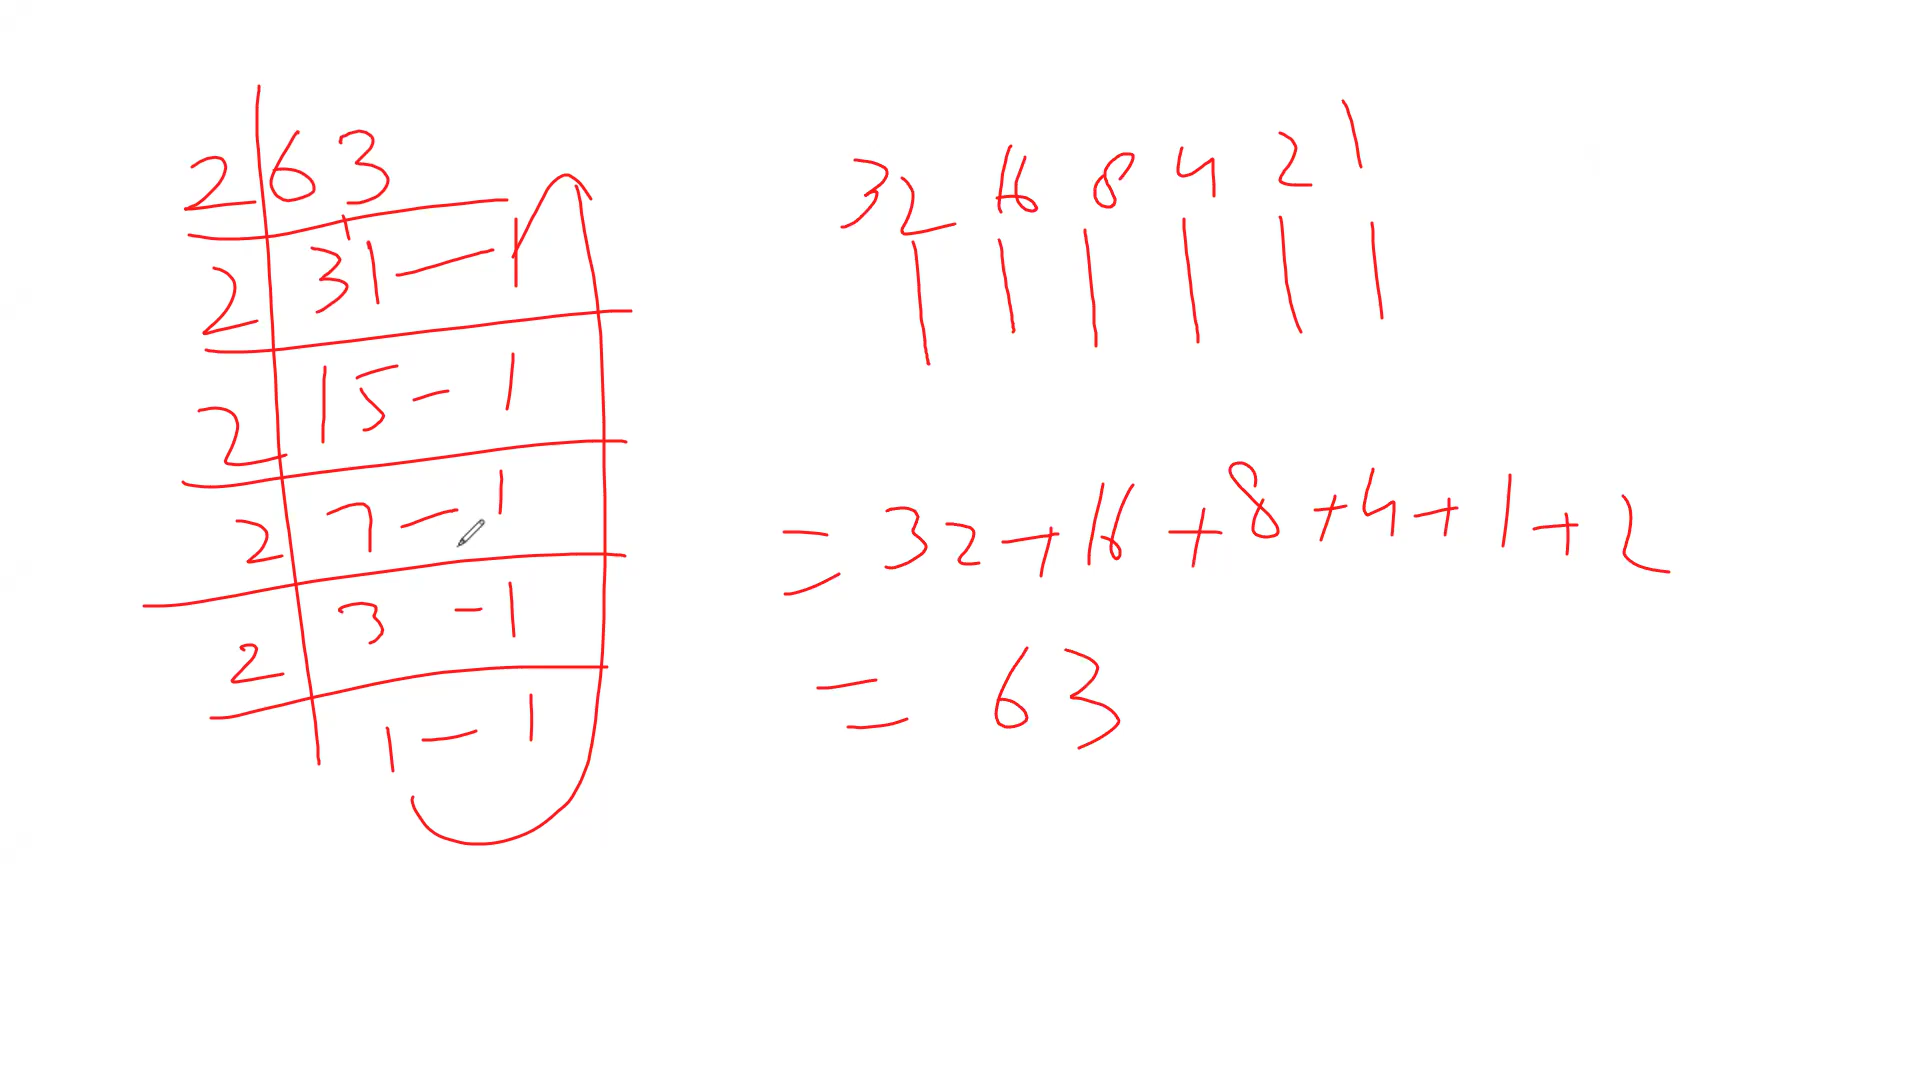 2 63
2 31 — 1
2 15 - 1
2 7 — 1
2 3 - 1
1 — 1
32 16 8 4 2 1
1 1 1 1 1 1
= 32 + 16 + 8 + 4 + 1 + 2
= 63